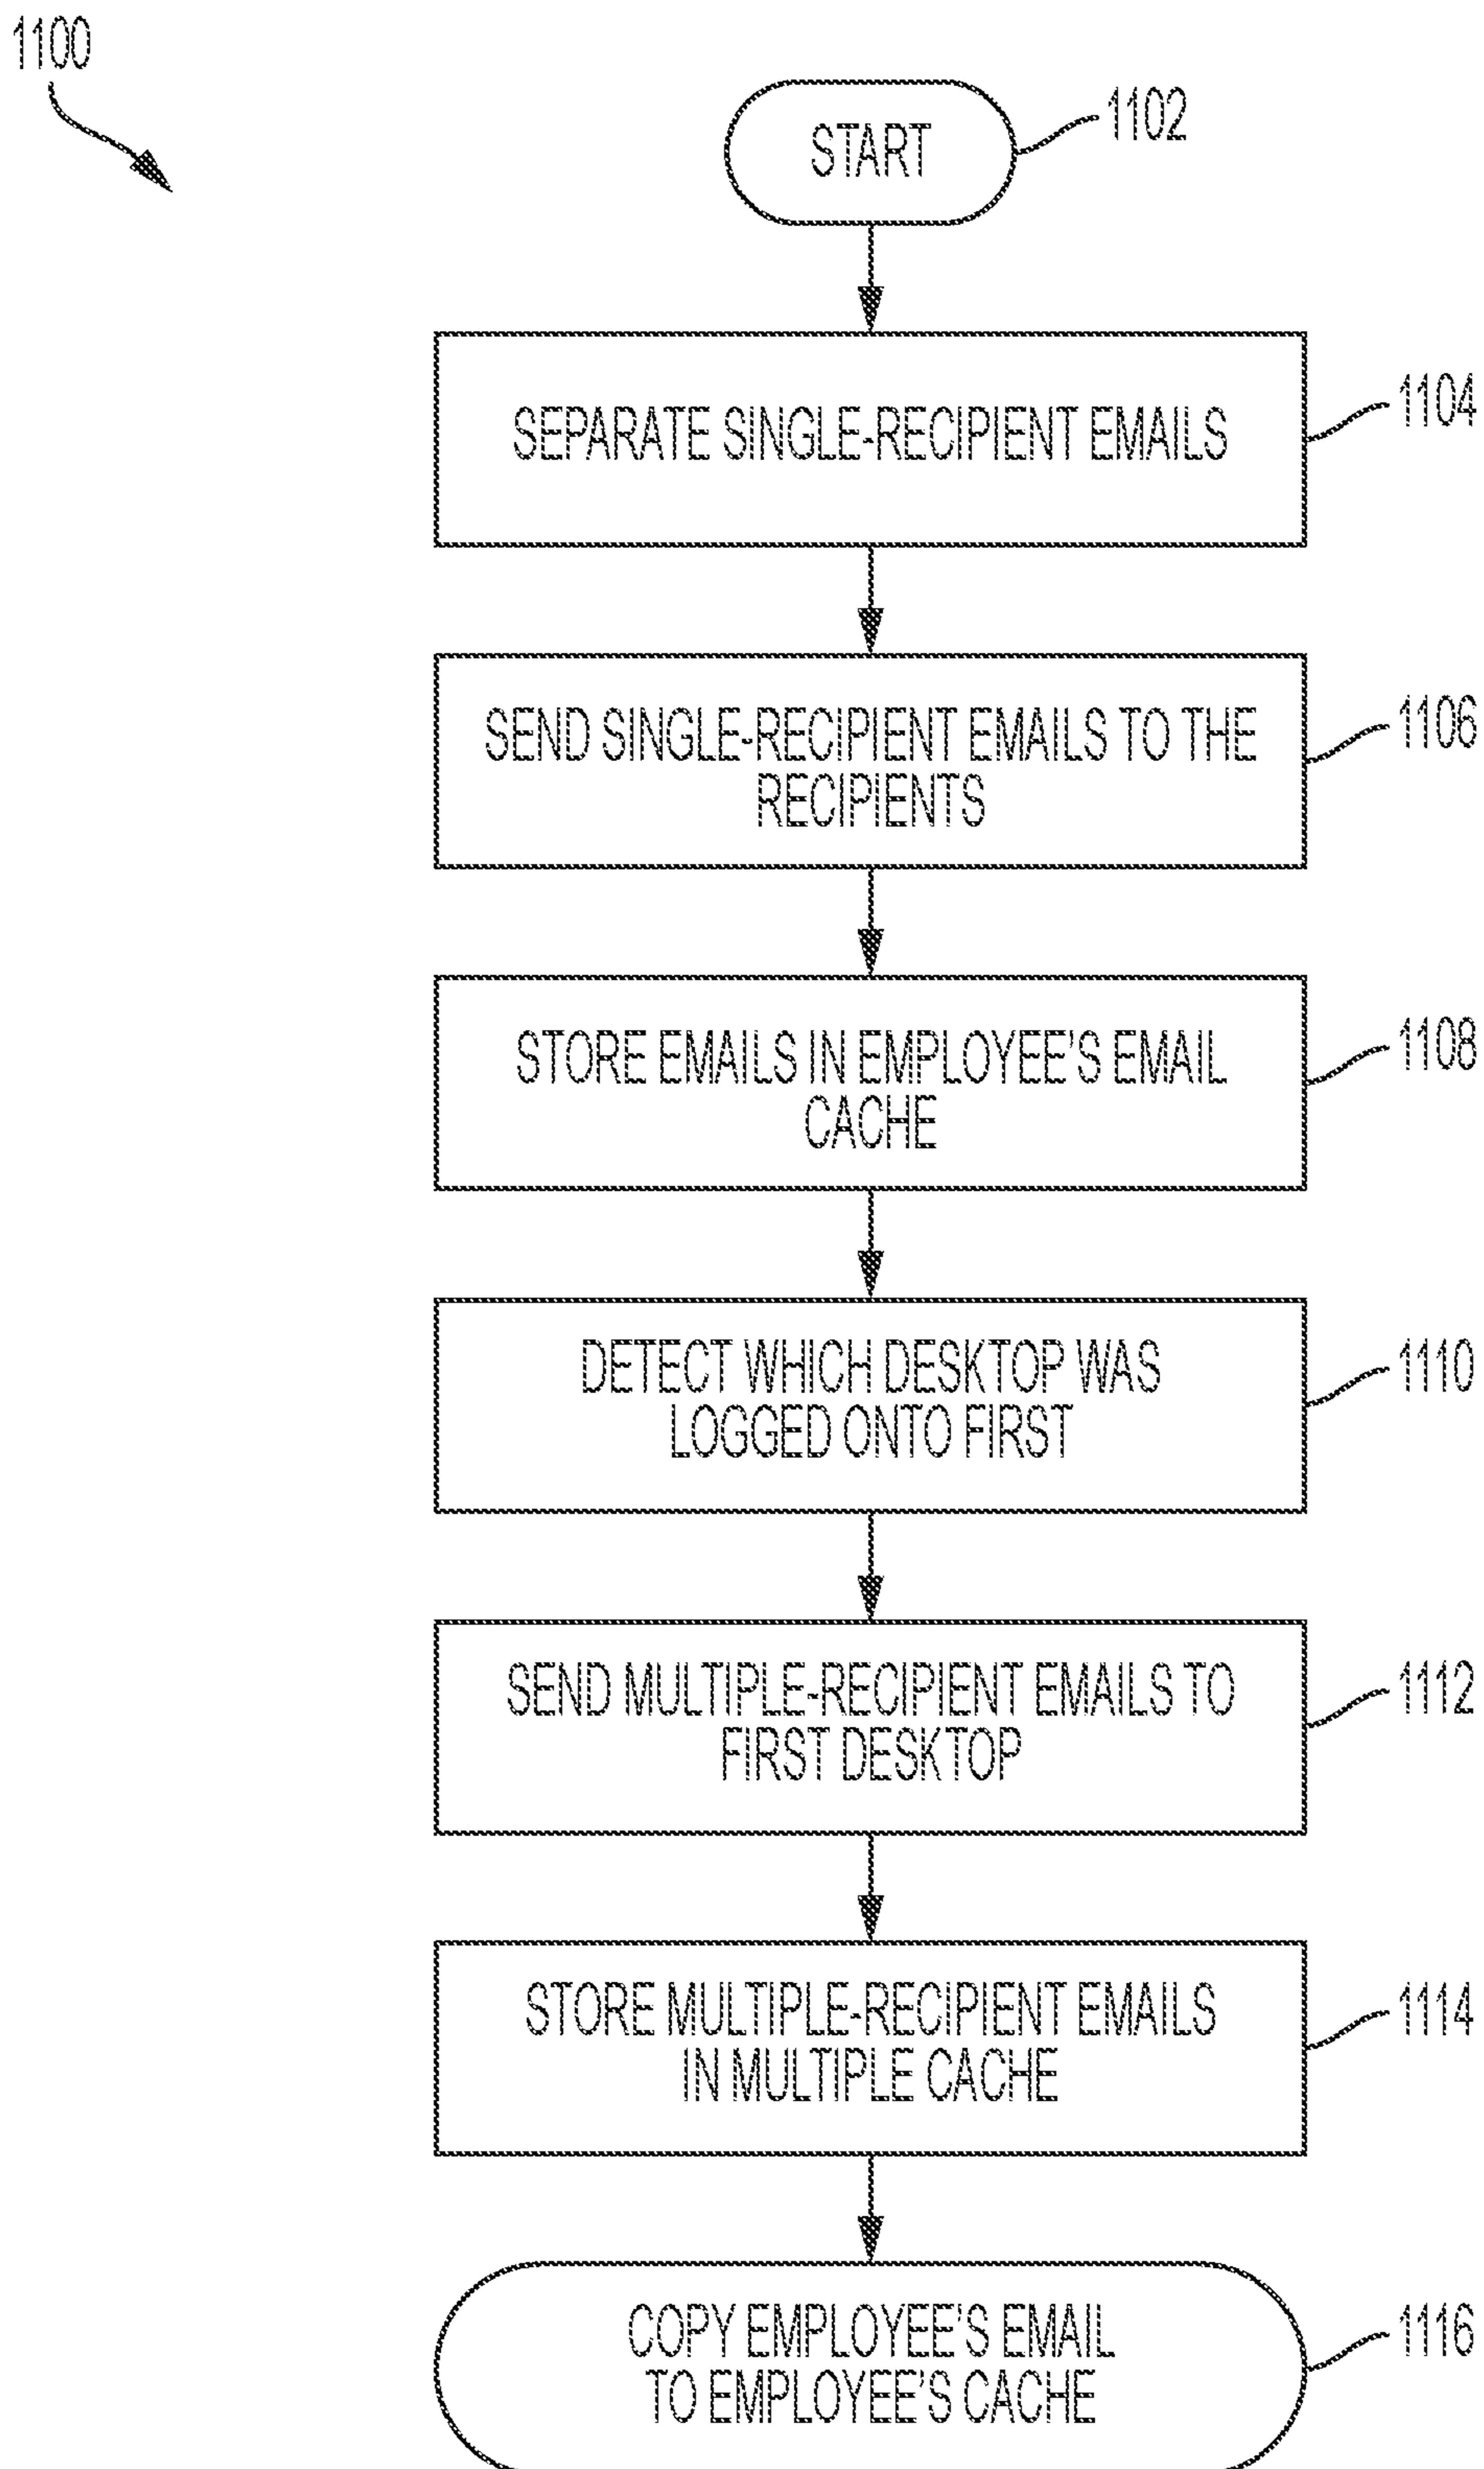 1100
START
1102
SEPARATE SINGLE-RECIPIENT EMAILS
1104
SEND SINGLE-RECIPIENT EMAILS TO THE
RECIPIENTS
1106
STORE EMAILS IN EMPLOYEE'S EMAIL
CACHE
1108
DETECT WHICH DESKTOP WAS
LOGGED ONTO FIRST
1110
SEND MULTIPLE-RECIPIENT EMAILS TO
FIRST DESKTOP
1112
STORE MULTIPLE-RECIPIENT EMAILS
IN MULTIPLE CACHE
1114
COPY EMPLOYEE'S EMAIL
TO EMPLOYEE'S CACHE
1116